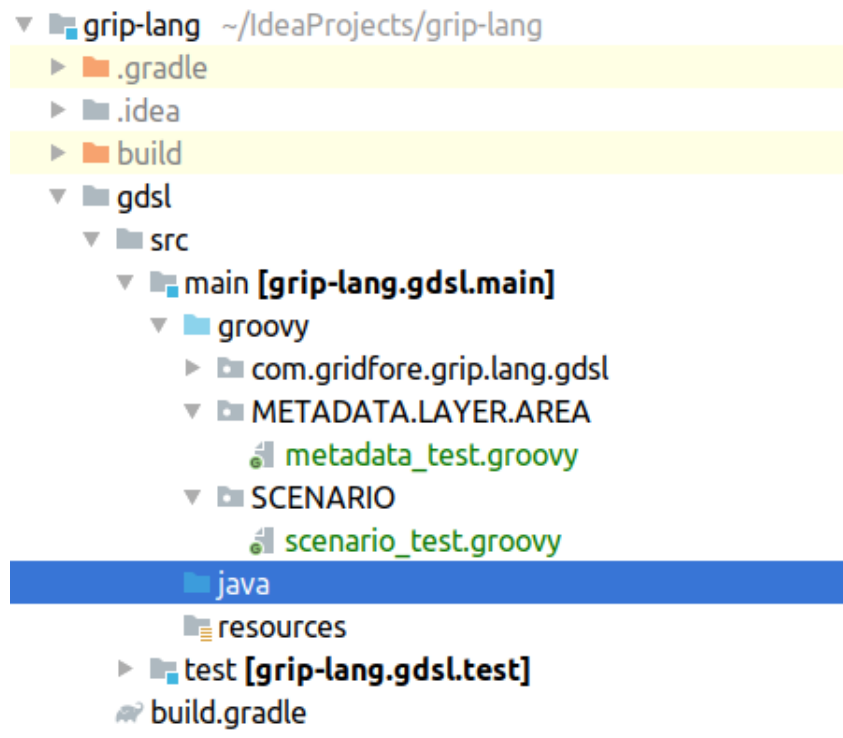 grip-lang ~/IdeaProjects/grip-lang
.gradle
.idea
build
gdsl
src
main [grip-lang.gdsl.main]
groovy
com.gridfore.grip.lang.gdsl
METADATA.LAYER.AREA
metadata_test.groovy
SCENARIO
scenario_test.groovy
java
resources
test [grip-lang.gdsl.test]
build.gradle